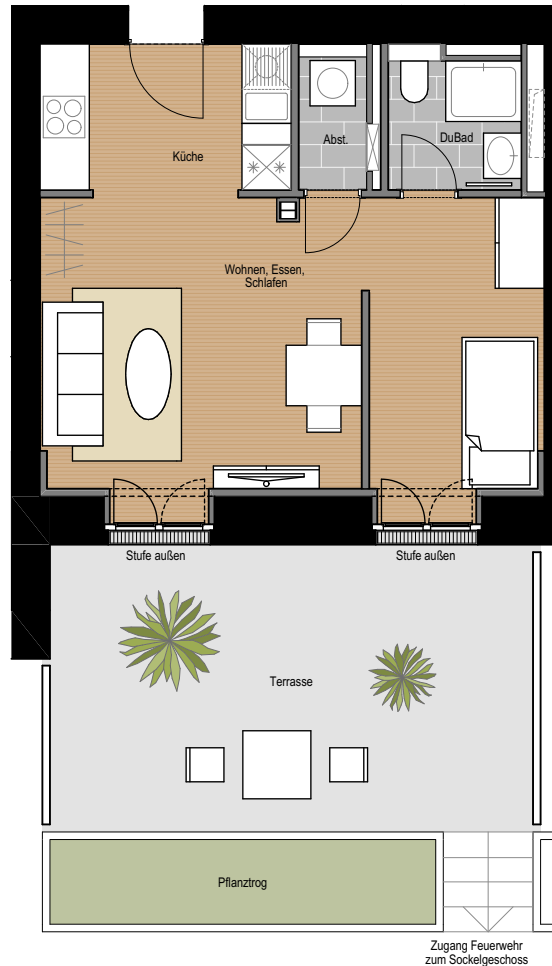 Küche
Abst.
DuBad
Wohnen, Essen,
Schlafen
Stufe außen
Stufe außen
Terrasse
Pflanztrog
Zugang Feuerwehr
zum Sockelgeschoss